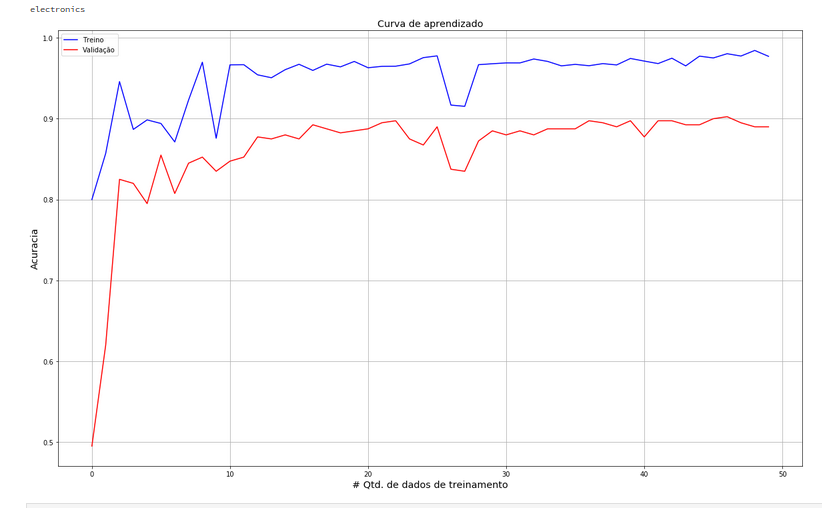 electronics
Curva de aprendizado
Treino
Validação
1.0
0.9
0.8
0.7
0.6
0.5
Acuracia
0
10
20
30
40
50
# Qtd. de dados de treinamento